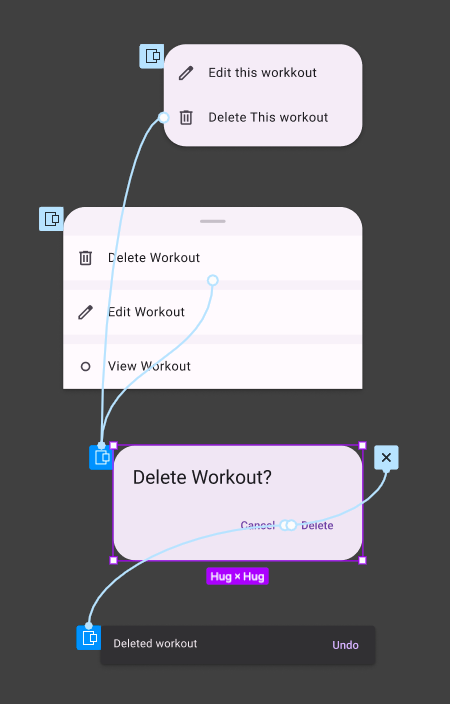 Edit this workkout
Delete This workout
Delete Workout
Edit Workout
View Workout
Delete Workout?
Cancel Delete
Hug × Hug
Deleted workout Undo